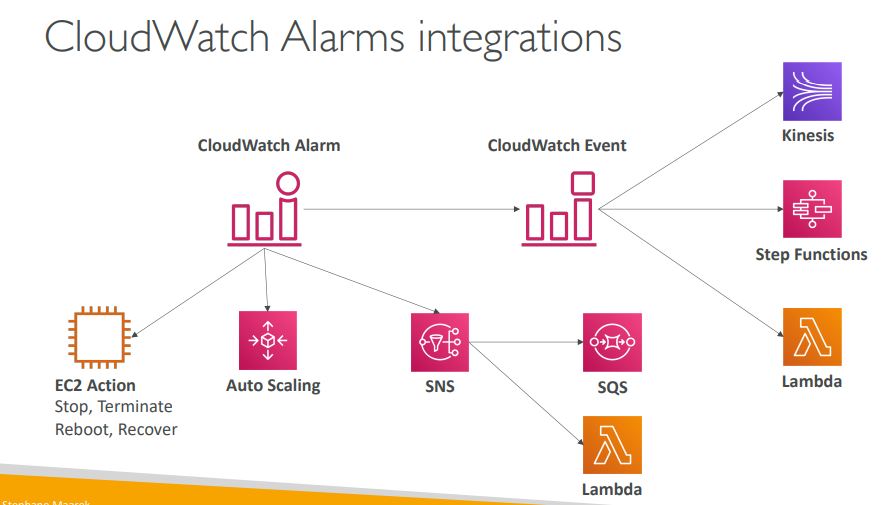 CloudWatch Alarms integrations
Kinesis
CloudWatch Alarm
CloudWatch Event
Step Functions
EC2 Action
Stop, Terminate
Reboot, Recover
Auto Scaling
SNS
SQS
Lambda
Lambda
Stephane Maarek